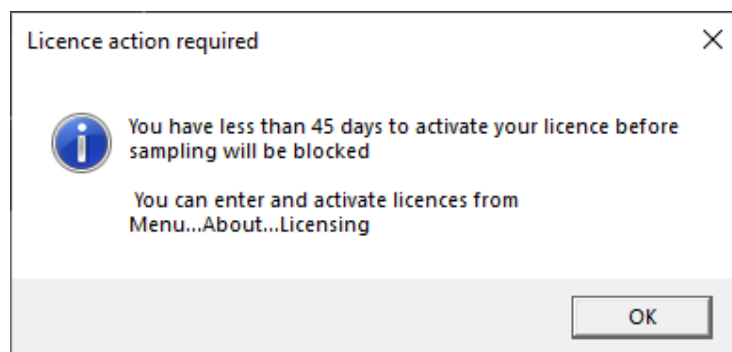 Licence action required
You have less than 45 days to activate your licence before
sampling will be blocked
You can enter and activate licences from
Menu...About...Licensing
OK